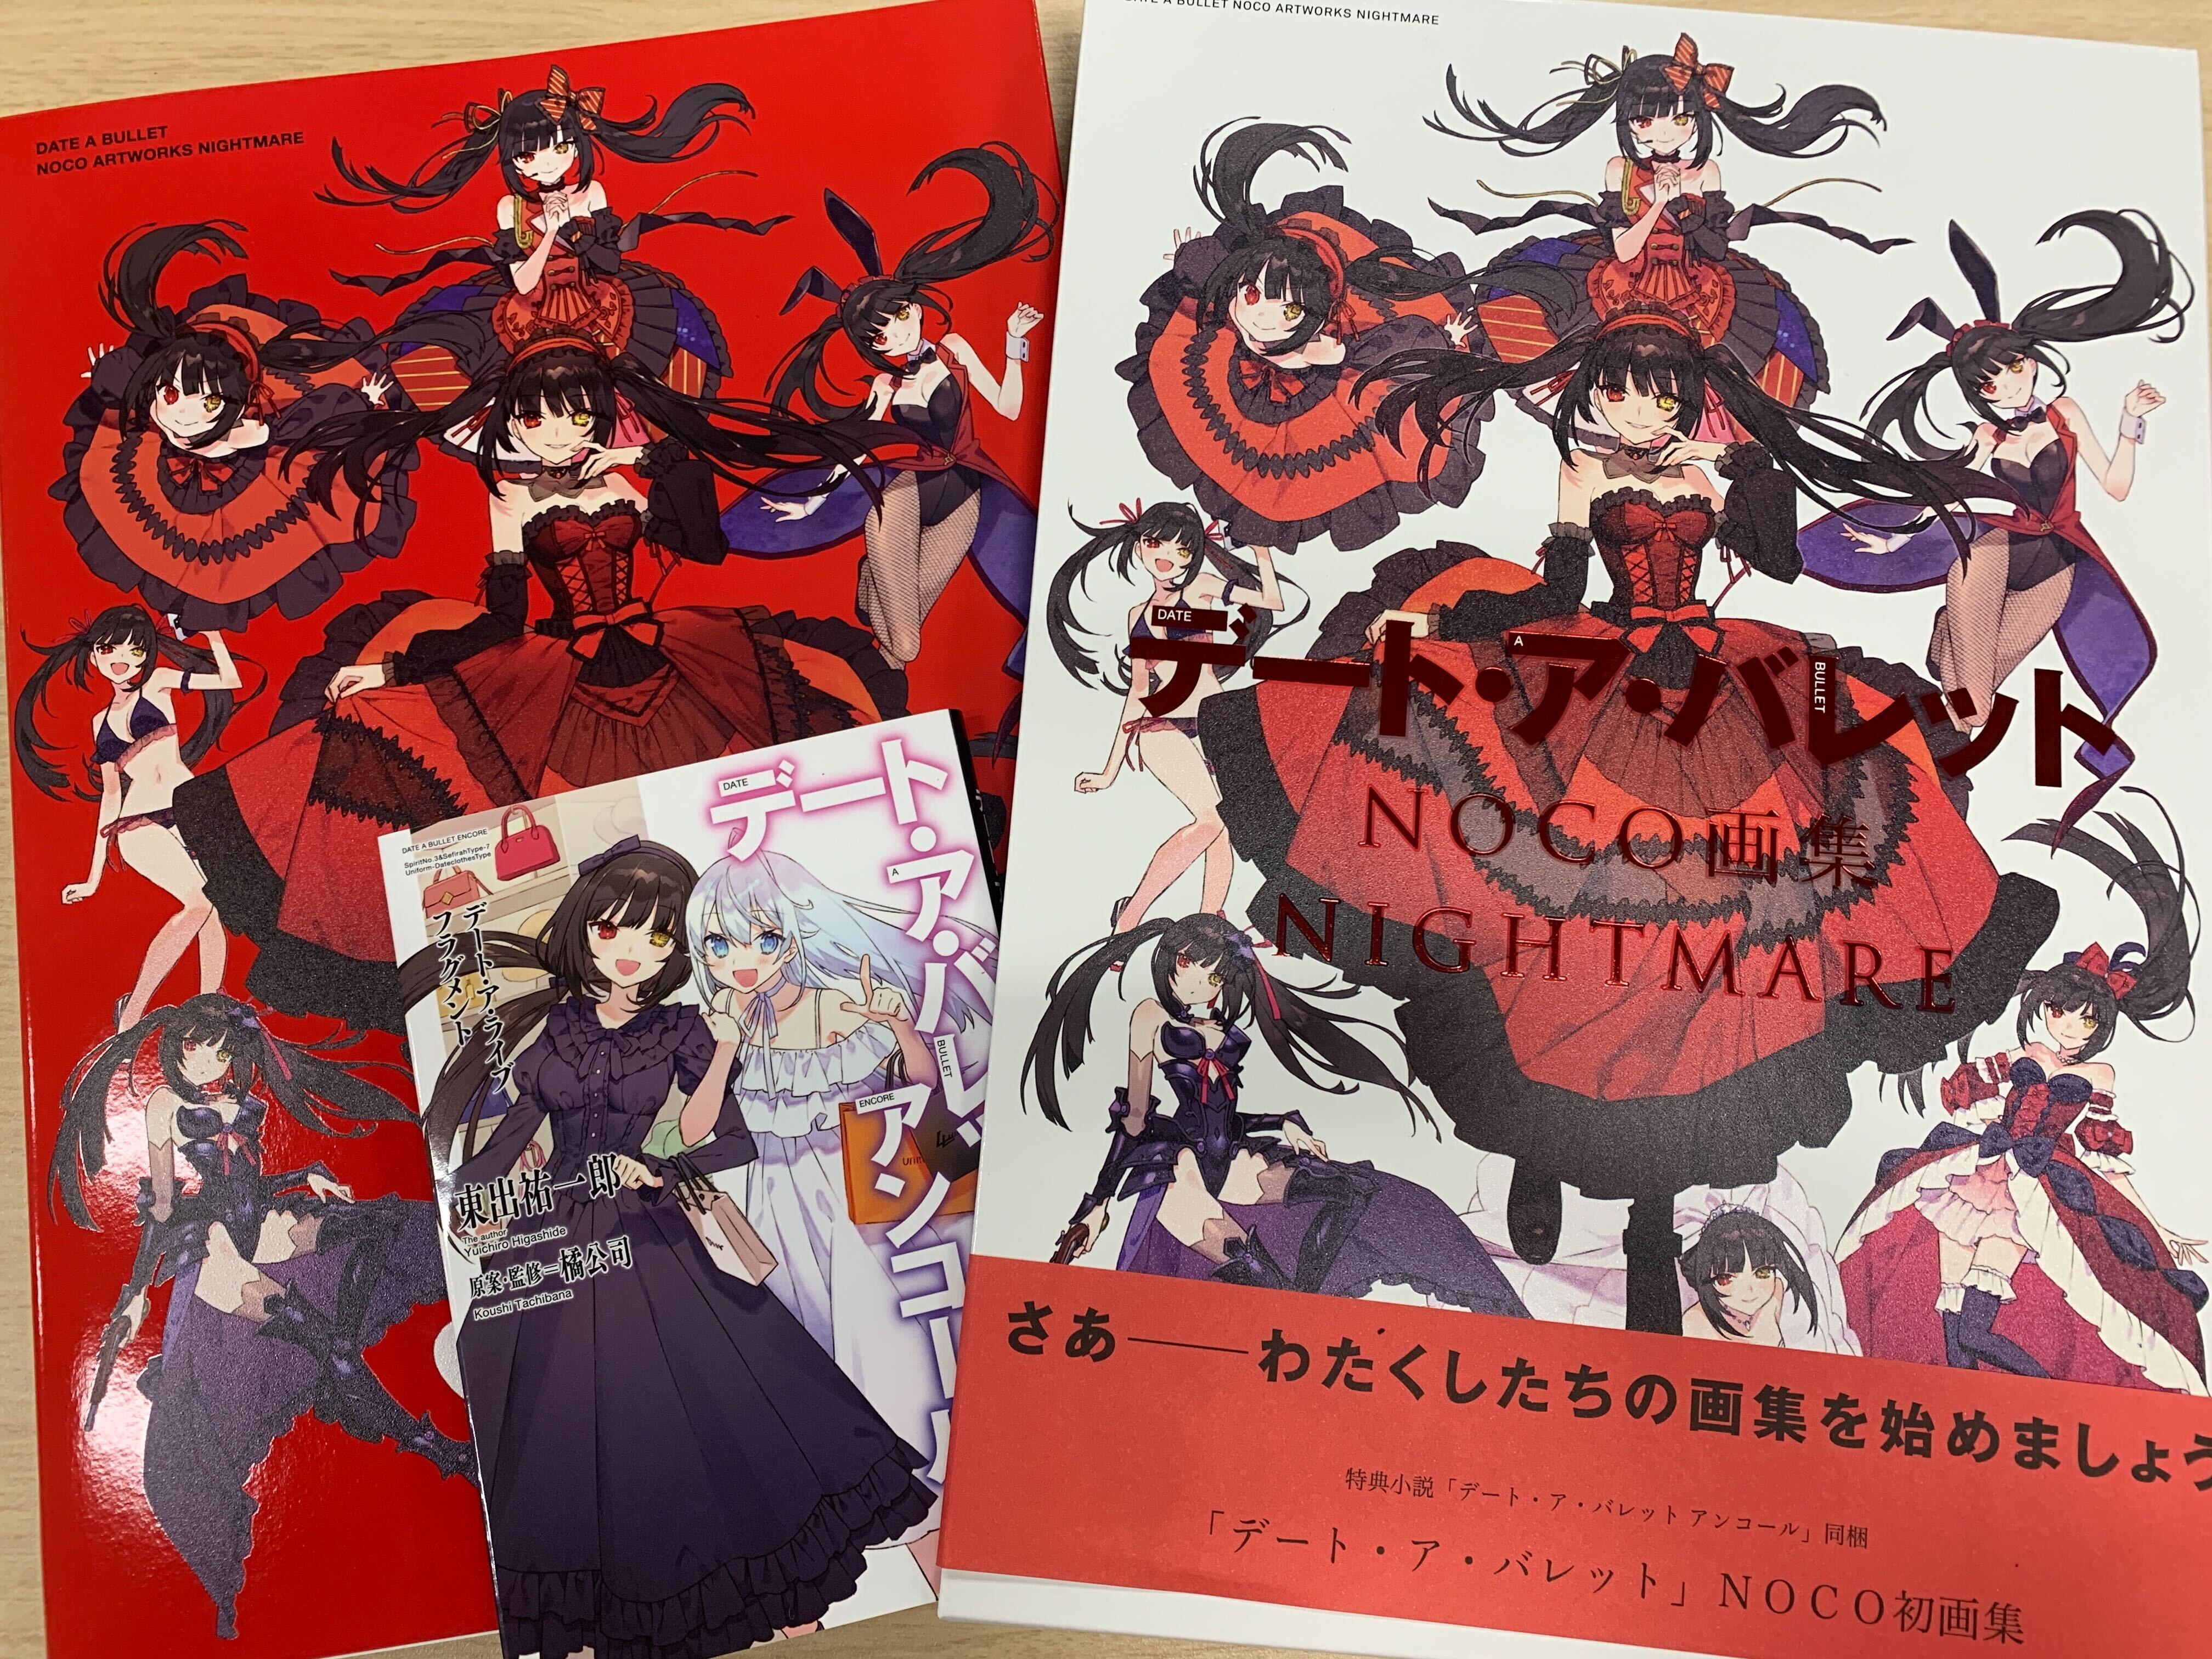 DATE A BULLET
NOCO ARTWORKS NIGHTMARE
DATE A BULLET NOCO ARTWORKS NIGHTMARE
DATE
A
BULLET
デート・ア・バレット
NOCO画集
NIGHTMARE
さあ――わたくしたちの画集を始めましょう
特典小説「デート・ア・バレット アンコール」同梱
「デート・ア・バレット」NOCO初画集
DATE A BULLET ENCORE
SpiritNo.3&SefirahType-7
Uniform-DateclothesType
デート・ア・ライブ
フラグメント
DATE
A
BULLET
デート・ア・バレッ
ENCORE
アンコール
東出祐一郎
The author
Yuichiro Higashide
原案・監修=橘公司
Koushi Tachibana